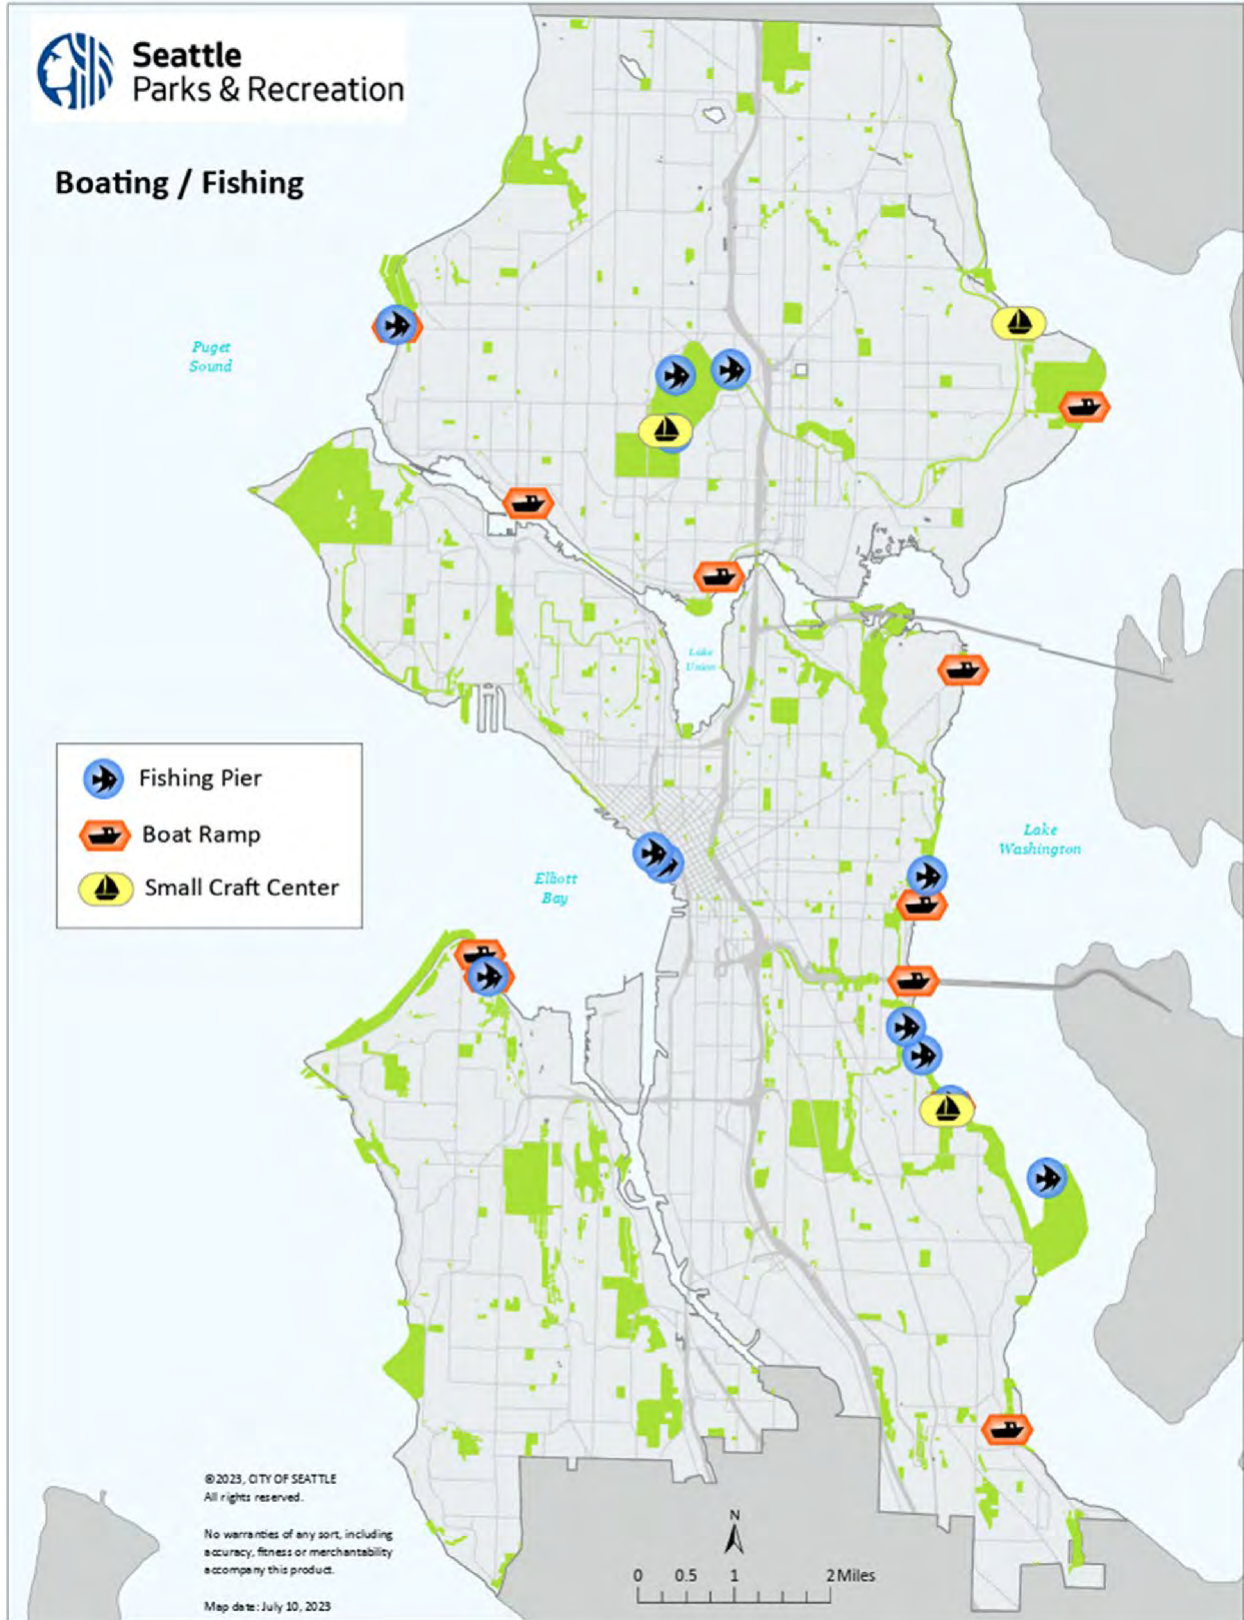 Seattle
Parks & Recreation
Boating / Fishing
Puget
Sound
Lake
Union
Fishing Pier
Boat Ramp
Small Craft Center
Lake
Washington
Elliott
Bay
©2023, CITY OF SEATTLE
All rights reserved.
No warranties of any sort, including
accuracy, fitness or merchantability
accompany this product.
Map date: July 10, 2023
N
0 0.5 1 2 Miles